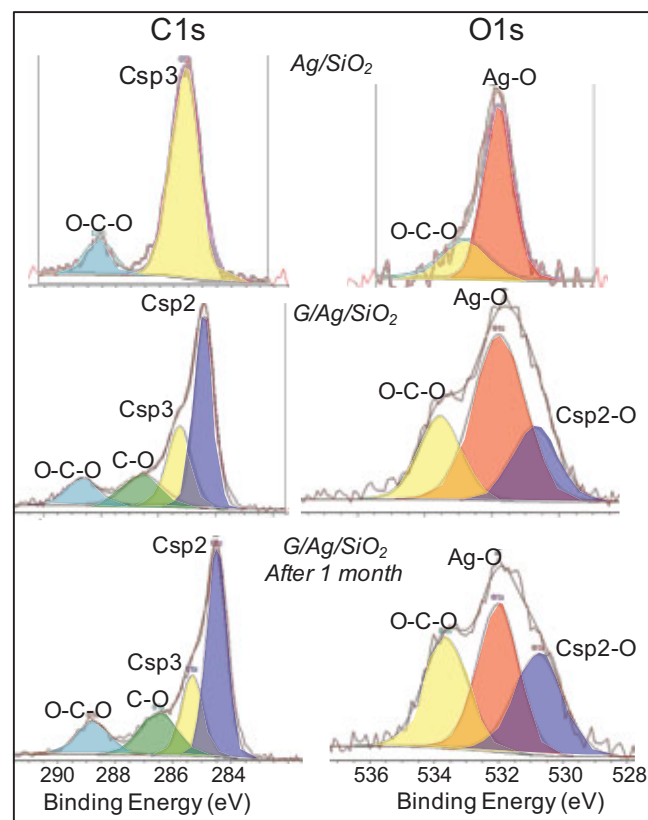 C1s
O1s
Ag/SiO2
Csp3
O-C-O
Ag-O
O-C-O
G/Ag/SiO2
Csp2
Csp3
C-O
O-C-O
Ag-O
O-C-O
Csp2-O
G/Ag/SiO2
After 1 month
Csp2
Csp3
C-O
O-C-O
Ag-O
O-C-O
Csp2-O
290 288 286 284
Binding Energy (eV)
536 534 532 530 528
Binding Energy (eV)